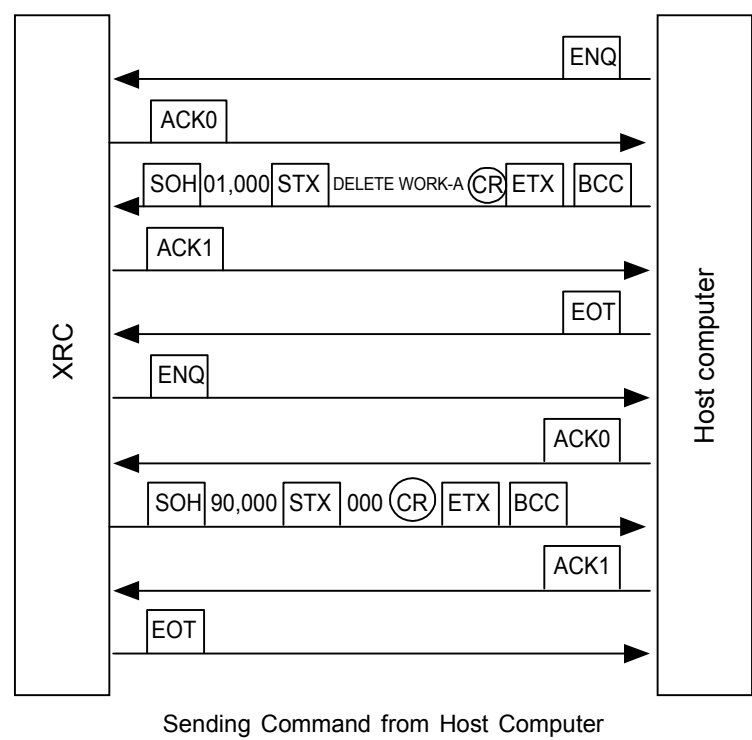 ENQ
ACK0
SOH 01,000 STX DELETE WORK-A CR ETX BCC
ACK1
EOT
ENQ
ACK0
SOH 90,000 STX 000 CR ETX BCC
ACK1
EOT
XRC
Host computer
Sending Command from Host Computer